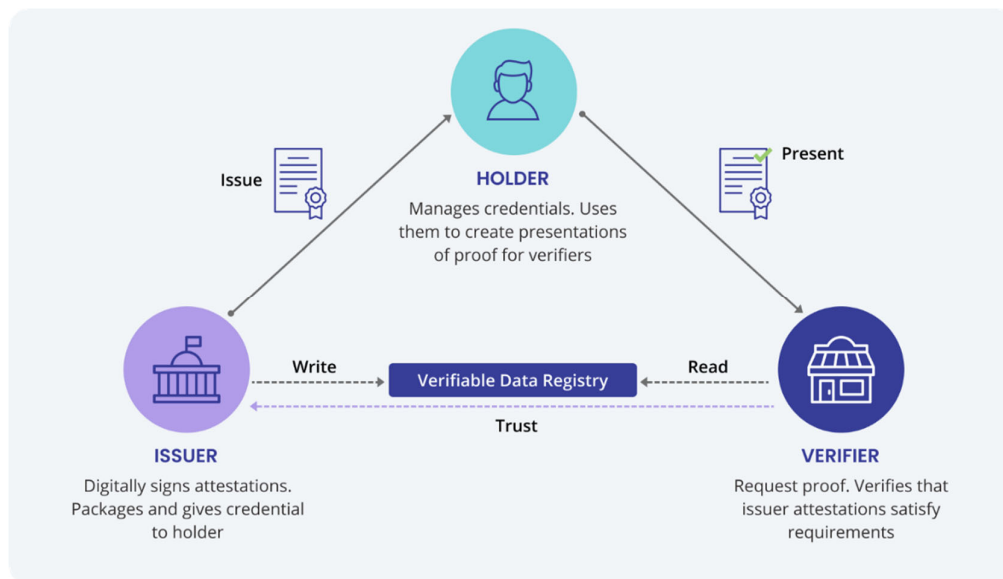 Issue
Present
HOLDER
Manages credentials. Uses
them to create presentations
of proof for verifiers
Write
Verifiable Data Registry
Read
Trust
ISSUER
Digitally signs attestations.
Packages and gives credential
to holder
VERIFIER
Request proof. Verifies that
issuer attestations satisfy
requirements